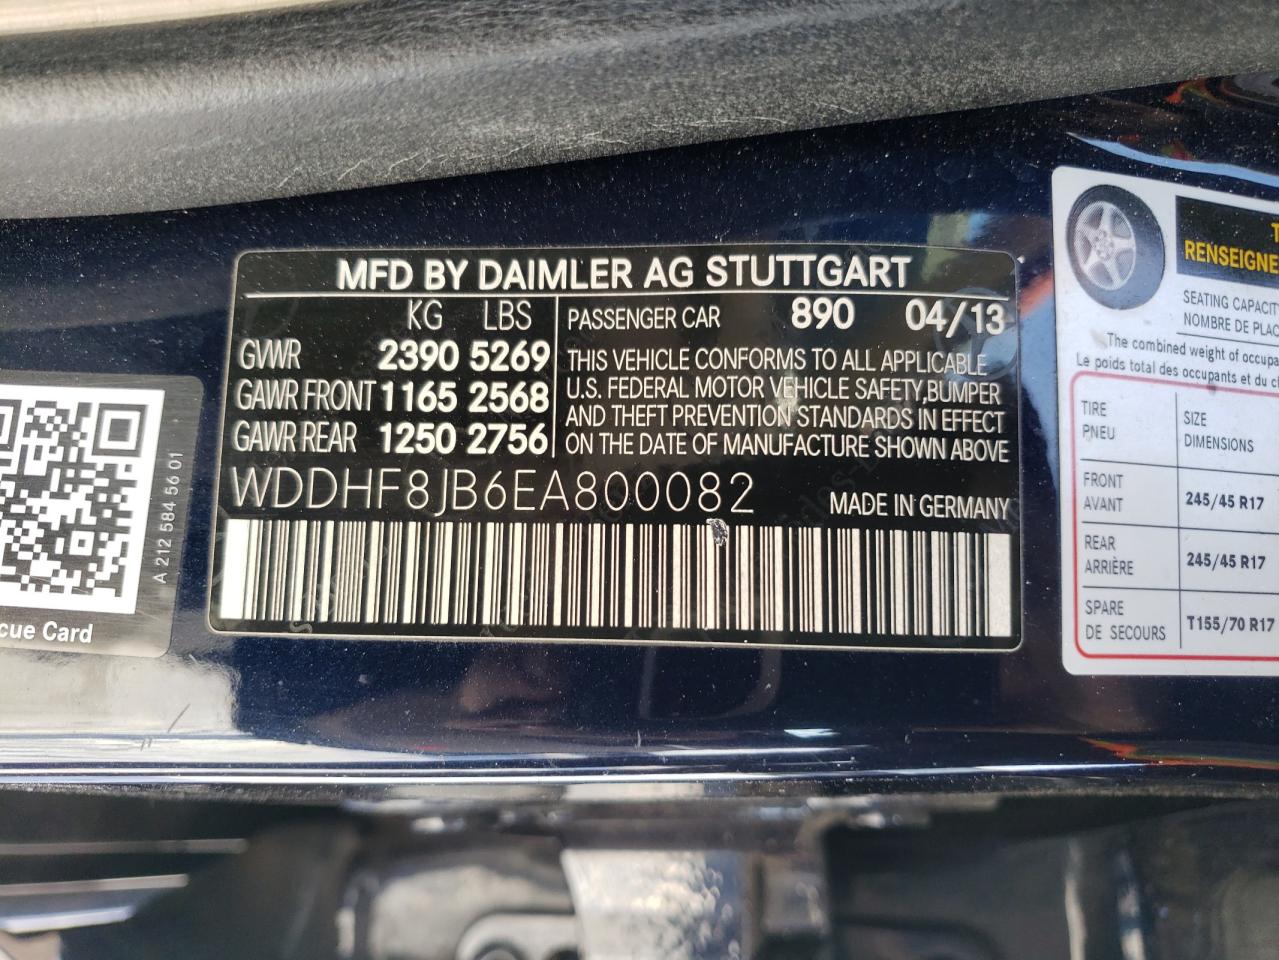 MFD BY DAIMLER AG STUTTGART
KG LBS
GVWR 2390 5269
GAWR FRONT 1165 2568
GAWR REAR 1250 2756
PASSENGER CAR 890 04/13
THIS VEHICLE CONFORMS TO ALL APPLICABLE
U.S. FEDERAL MOTOR VEHICLE SAFETY,BUMPER
AND THEFT PREVENTION STANDARDS IN EFFECT
ON THE DATE OF MANUFACTURE SHOWN ABOVE
WDDHF8JB6EA800082
MADE IN GERMANY
A 212 584 56 01
cue Card
T
RENSEIGNE
SEATING CAPACIT
NOMBRE DE PLAC
The combined weight of occupa
Le poids total des occupants et du c
TIRE
PNEU
SIZE
DIMENSIONS
FRONT
AVANT
245/45 R17
REAR
ARRIÈRE
245/45 R17
SPARE
DE SECOURS
T155/70 R17